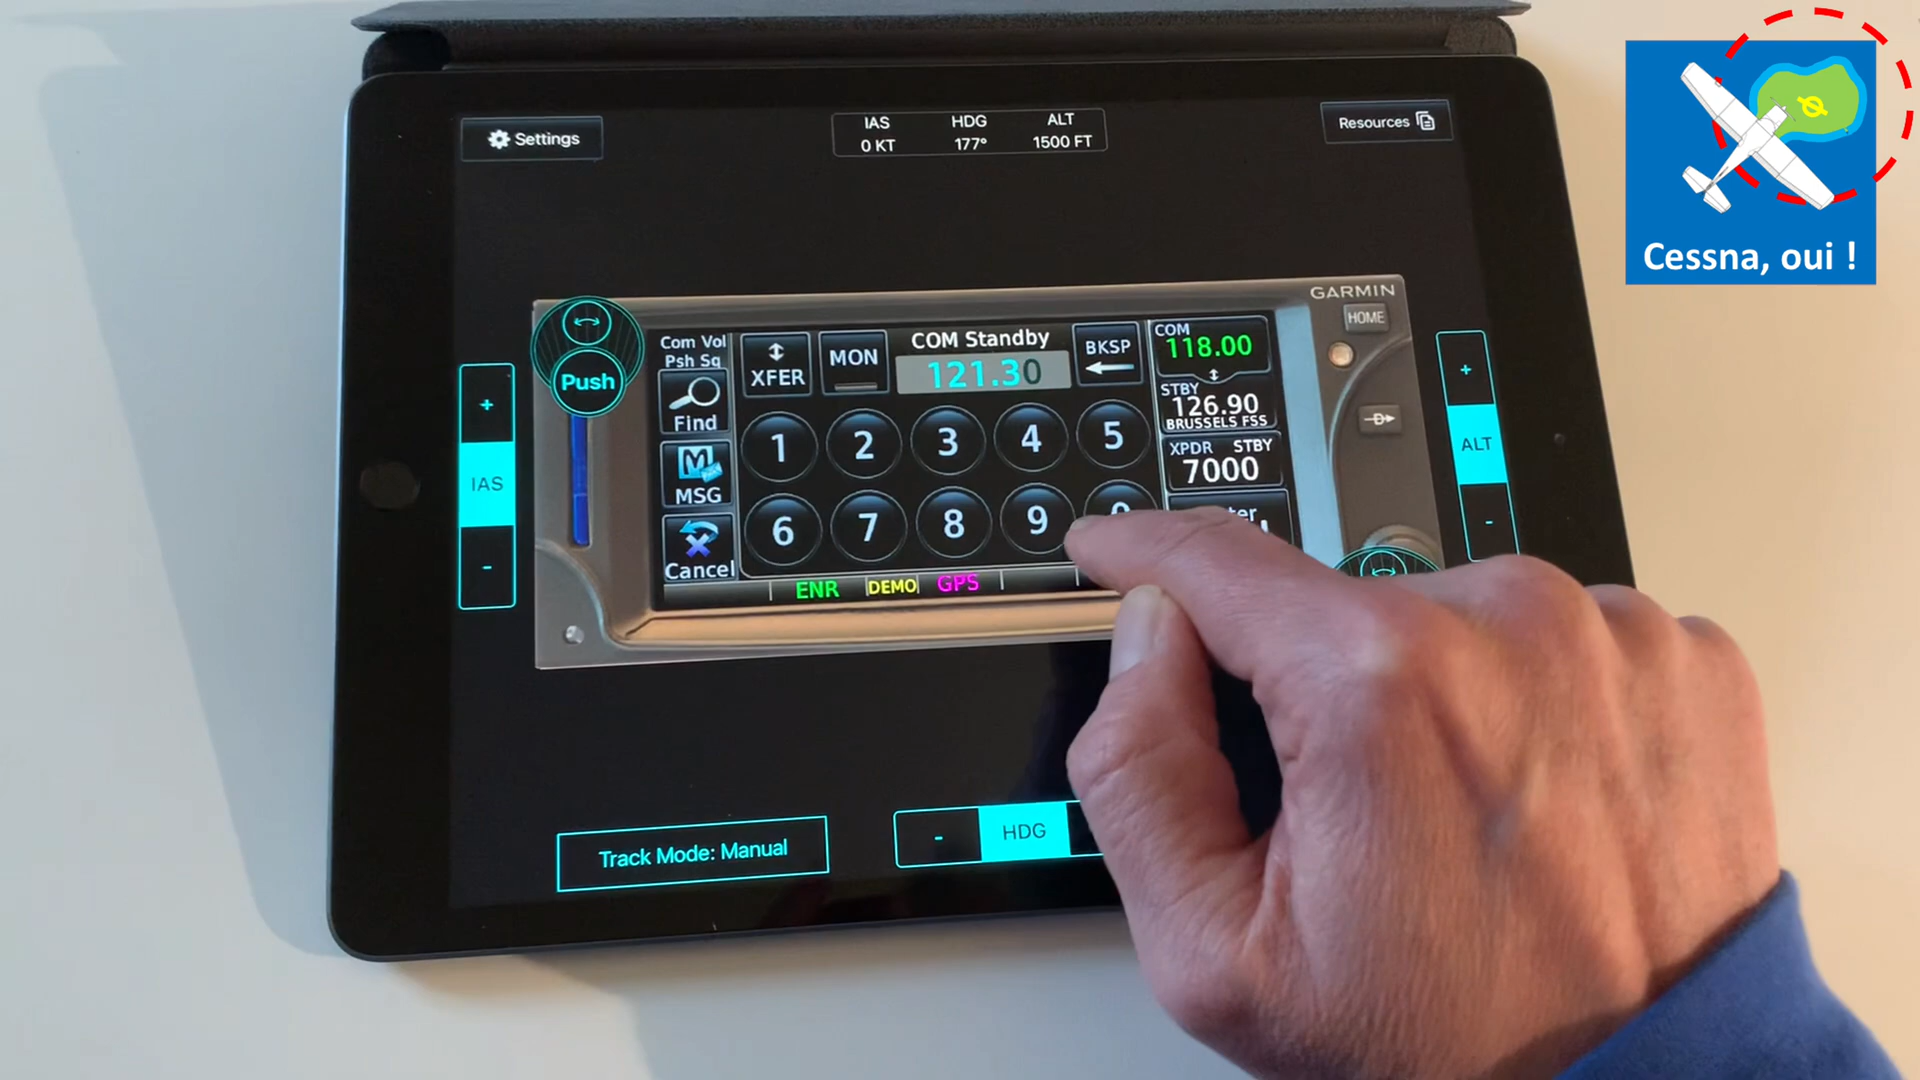 Settings
IAS HDG ALT
0 KT 177° 1500 FT
Resources
Cessna, oui !
GARMIN
HOME
Push
Com Vol
Psh Sq
XFER
MON
COM Standby
121.30
BKSP
COM
118.00
STBY
126.90
BRUSSELS FSS
XPDR STBY
7000
Find
MSG
Cancel
1 2 3 4 5
6 7 8 9
ENR DEMO GPS
+
IAS
-
+
ALT
-
D
Track Mode: Manual
- HDG